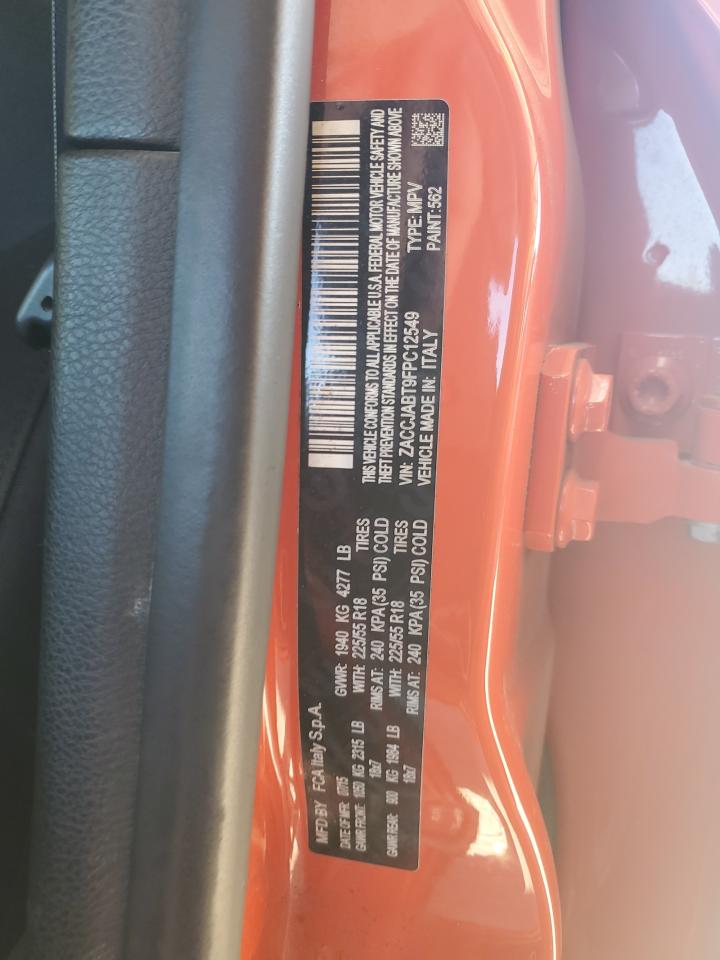 MFD BY FCA Italy S.p.A.
DATE OF MFR: 07/15 GVWR: 1940 KG 4277 LB
GAWR FRONT: 1050 KG 2315 LB WITH: 225/55 R18 TIRES
18x7 RIMS AT: 240 KPA(35 PSI) COLD
GAWR REAR: 900 KG 1984 LB WITH: 225/55 R18 TIRES
18x7 RIMS AT: 240 KPA(35 PSI) COLD
THIS VEHICLE CONFORMS TO ALL APPLICABLE U.S.A. FEDERAL MOTOR VEHICLE SAFETY AND
THEFT PREVENTION STANDARDS IN EFFECT ON THE DATE OF MANUFACTURE SHOWN ABOVE
VIN: ZACCJABT9FPC12549 TYPE: MPV
VEHICLE MADE IN: ITALY PAINT: 562